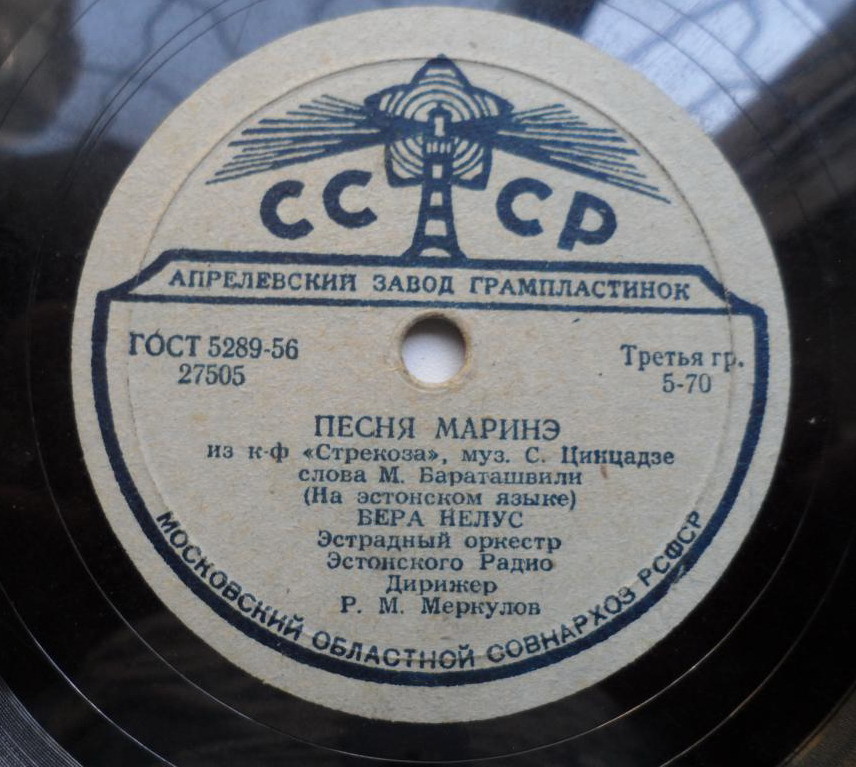 СССР
АПРЕЛЕВСКИЙ ЗАВОД ГРАМПЛАСТИНОК
ГОСТ 5289-56
27505
Третья гр.
5-70
ПЕСНЯ МАРИНЭ
из к-ф «Стрекоза», муз. С. Цинцадзе
слова М. Бараташвили
(На эстонском языке)
ВЕРА НЕЛУС
Эстрадный оркестр
Эстонского Радио
Дирижер
Р. М. Меркулов
МОСКОВСКИЙ ОБЛАСТНОЙ СОВНАРХОЗ РСФСР